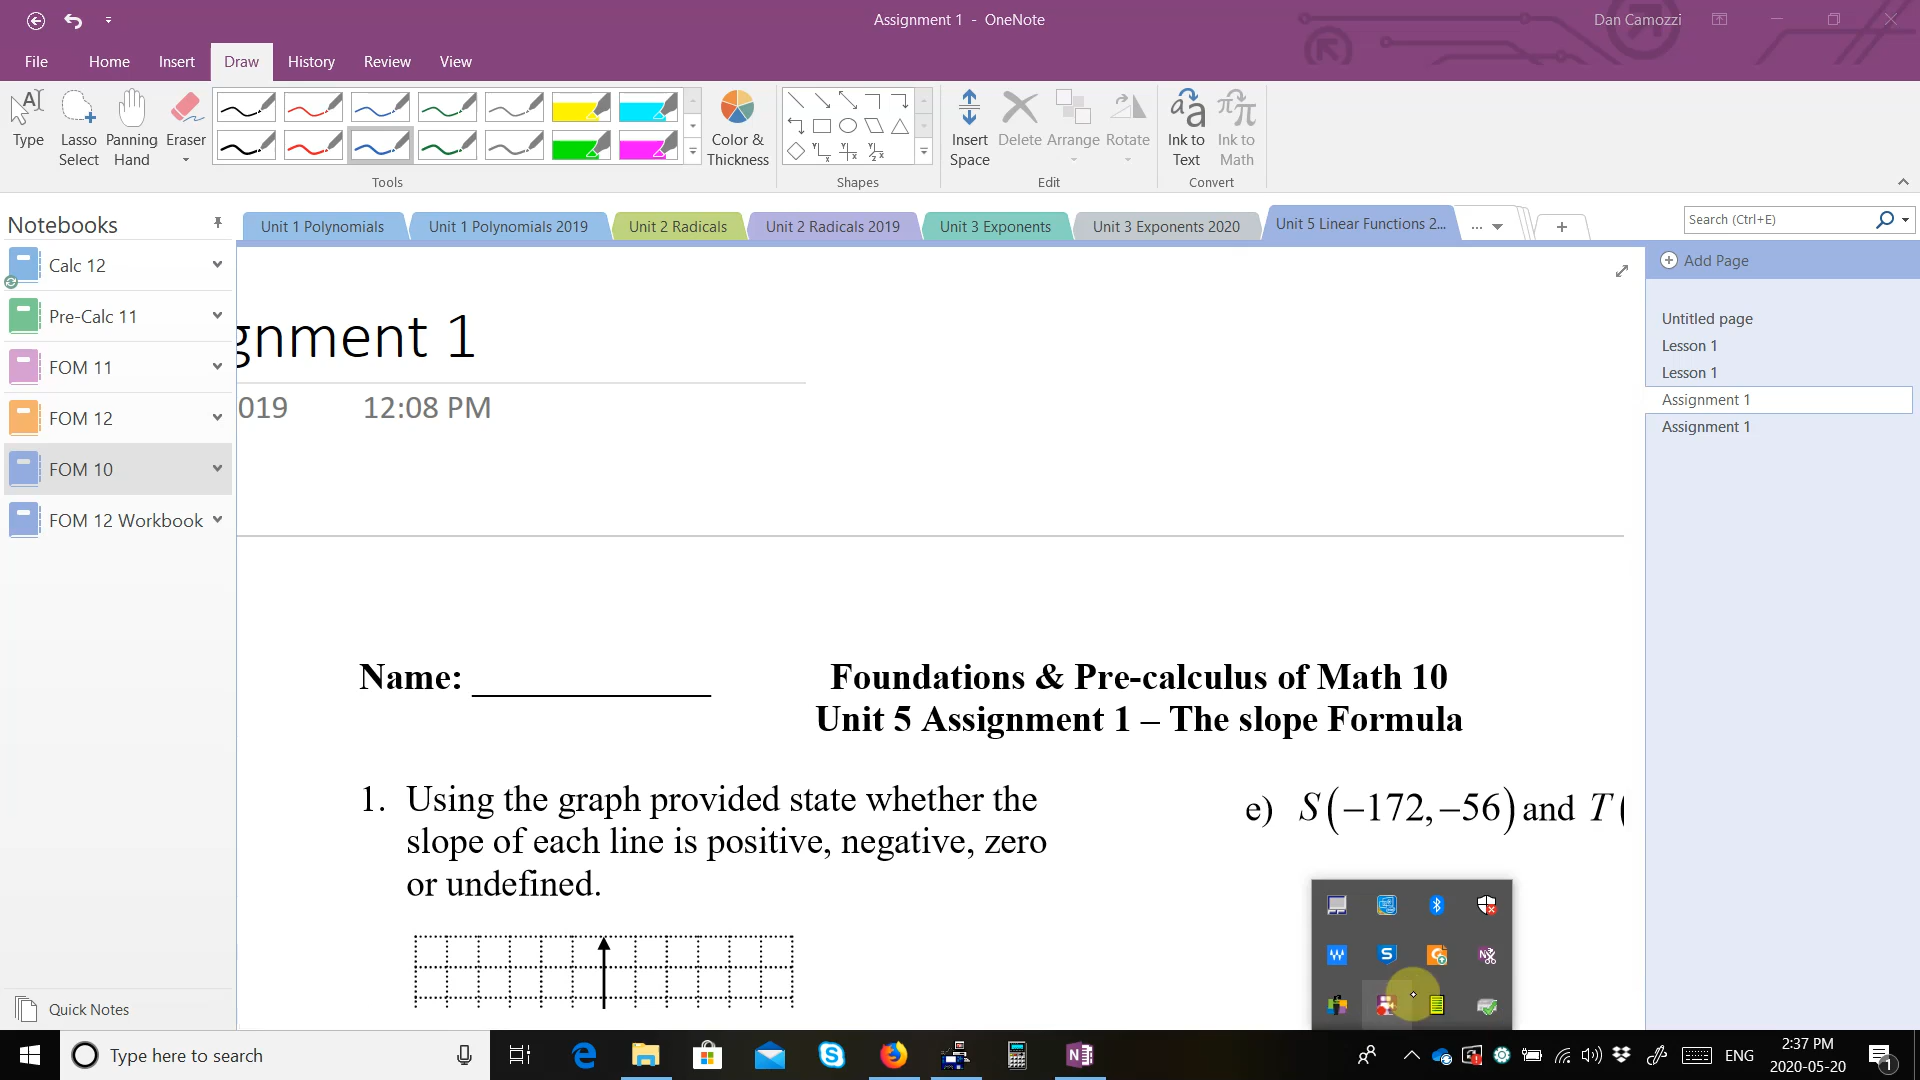 Assignment 1 - OneNote
Dan Camozzi
File Home Insert Draw History Review View
Type
Lasso Select
Panning Hand
Eraser
Color & Thickness
Insert Space
Delete
Arrange
Rotate
Ink to Text
Ink to Math
Tools
Shapes
Edit
Convert
Notebooks
Unit 1 Polynomials
Unit 1 Polynomials 2019
Unit 2 Radicals
Unit 2 Radicals 2019
Unit 3 Exponents
Unit 3 Exponents 2020
Unit 5 Linear Functions 2...
...
Search (Ctrl+E)
Calc 12
Pre-Calc 11
FOM 11
FOM 12
FOM 10
FOM 12 Workbook
Quick Notes
gnment 1
019 12:08 PM
Name: _____________
Foundations & Pre-calculus of Math 10
Unit 5 Assignment 1 – The slope Formula
1. Using the graph provided state whether the
slope of each line is positive, negative, zero
or undefined.
e) S(−172,−56) and T(
Add Page
Untitled page
Lesson 1
Lesson 1
Assignment 1
Assignment 1
Type here to search
ENG
2:37 PM
2020-05-20
1